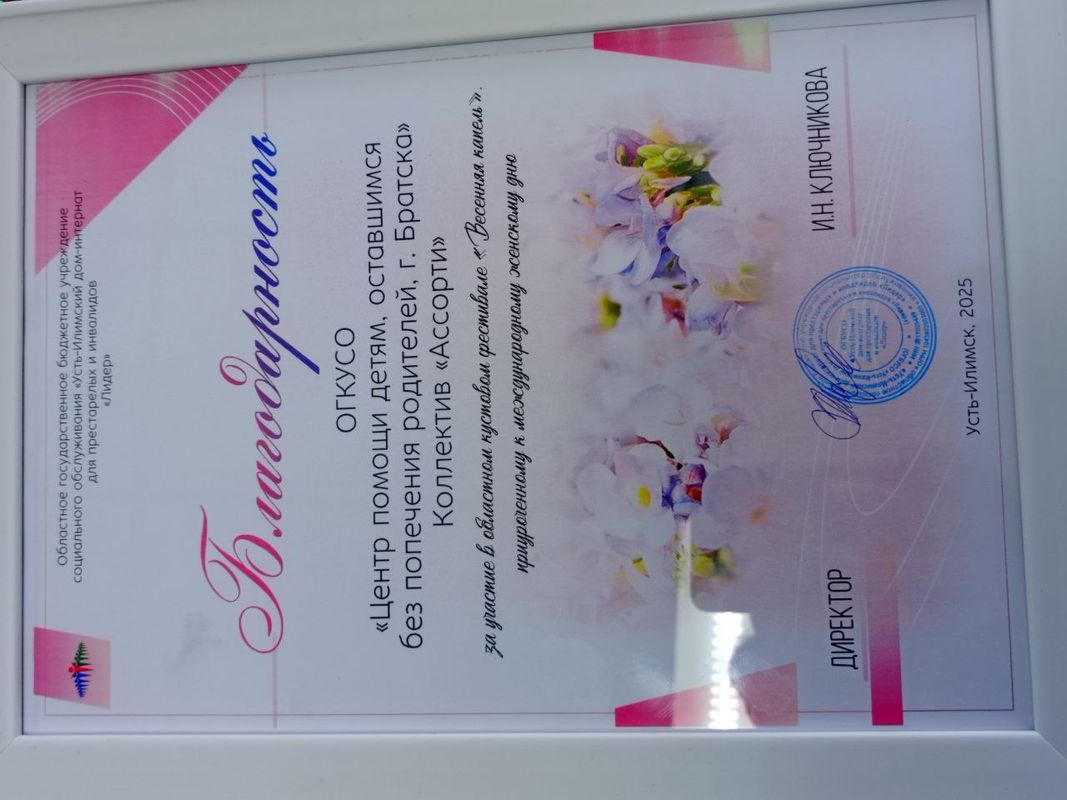 Областное государственное бюджетное учреждение
социального обслуживания «Усть-Илимский дом-интернат
для престарелых и инвалидов
«Лидер»
Благодарность
ОГКУСО
«Центр помощи детям, оставшимся
без попечения родителей, г. Братска»
Коллектив «Ассорти»
за участие в областном кустовом фестивале «Весенняя капель».
приуроченному к международному женскому дню
ДИРЕКТОР И.Н. КЛЮЧНИКОВА
усть-Илимск, 2025